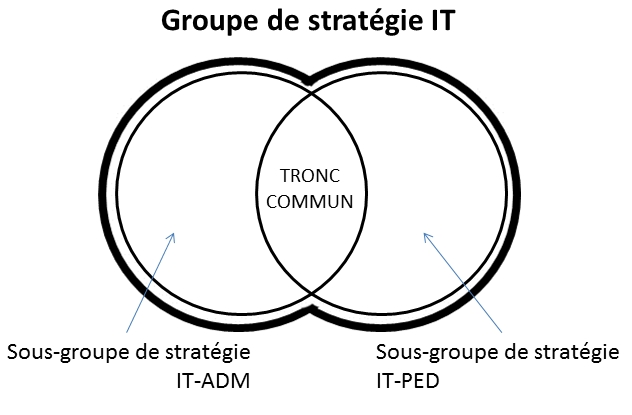 Groupe de stratégie IT
TRONC
COMMUN
Sous-groupe de stratégie
IT-ADM
Sous-groupe de stratégie
IT-PED